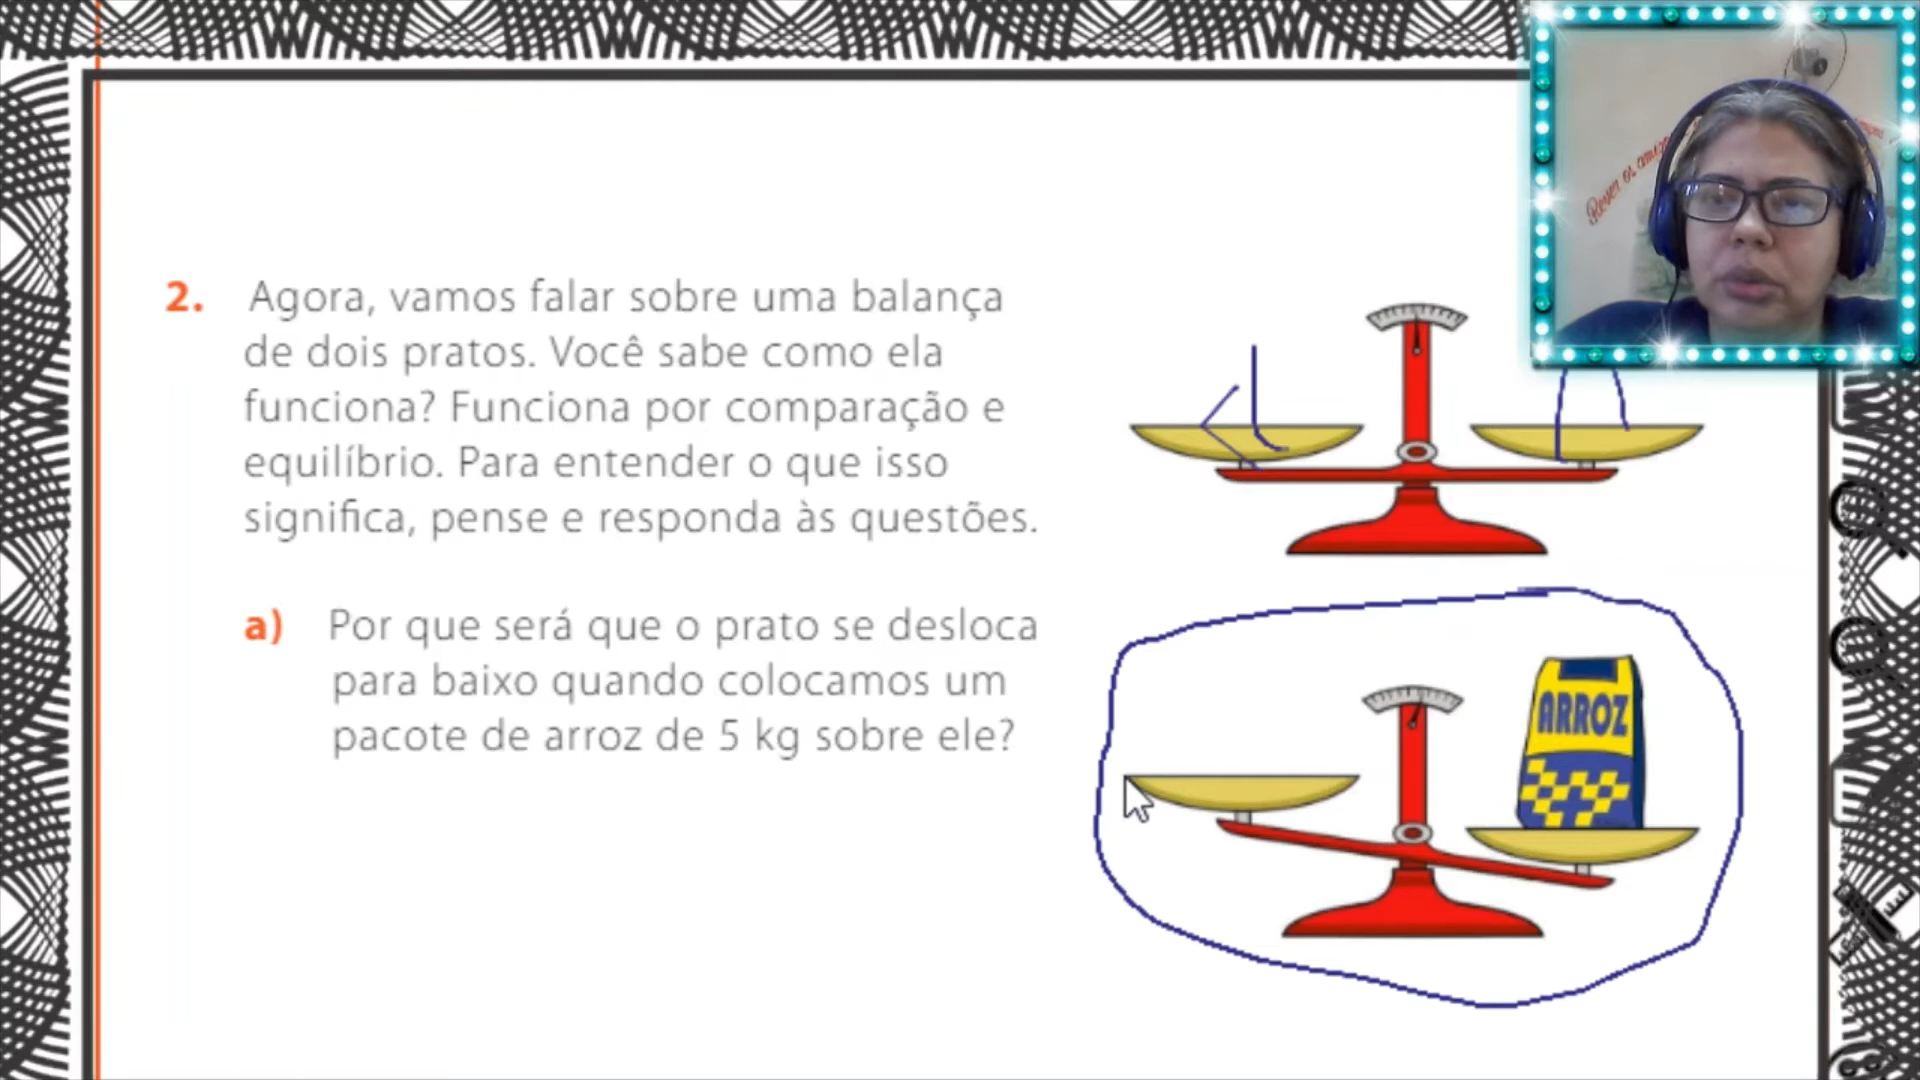 2. Agora, vamos falar sobre uma balança
de dois pratos. Você sabe como ela
funciona? Funciona por comparação e
equilíbrio. Para entender o que isso
significa, pense e responda às questões.
a) Por que será que o prato se desloca
para baixo quando colocamos um
pacote de arroz de 5 kg sobre ele?
ARROZ